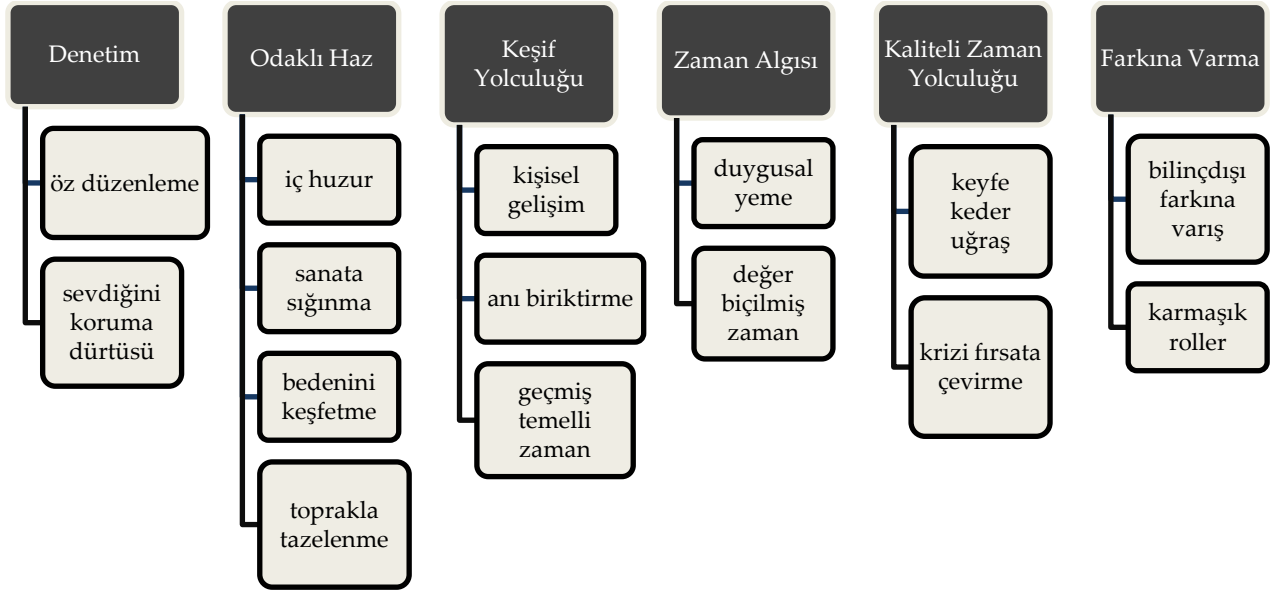 Denetim
öz düzenleme
sevdiğini
koruma
dürtüsü
Odaklı Haz
iç huzur
sanata
sığınma
bedenini
keşfetme
toprakla
tazelenme
Keşif
Yolculuğu
kişisel
gelişim
anı biriktirme
geçmiş
temelli
zaman
Zaman Algısı
duygusal
yeme
değer
biçilmiş
zaman
Kaliteli Zaman
Yolculuğu
keyfe
keder
uğraş
krizi fırsata
çevirme
Farkına Varma
bilinçdışı
farkına
varış
karmaşık
roller